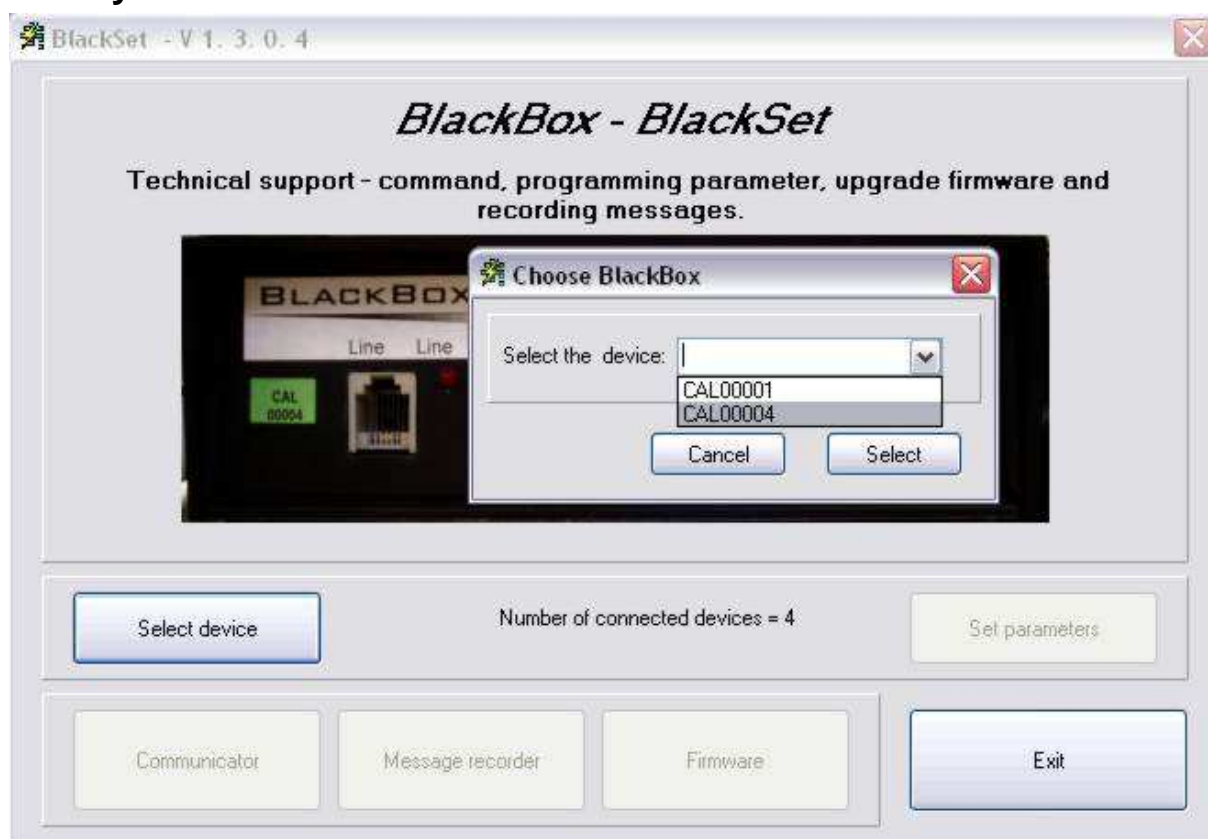 BlackSet - V 1. 3. 0. 4
BlackBox - BlackSet
Technical support - command, programming parameter, upgrade firmware and
recording messages.
BLACKBOX
Line Line
CAL
00004
Choose BlackBox
Select the device:
CAL00001
CAL00004
Cancel Select
Select device
Number of connected devices = 4
Set parameters
Communicator
Message recorder
Firmware
Exit